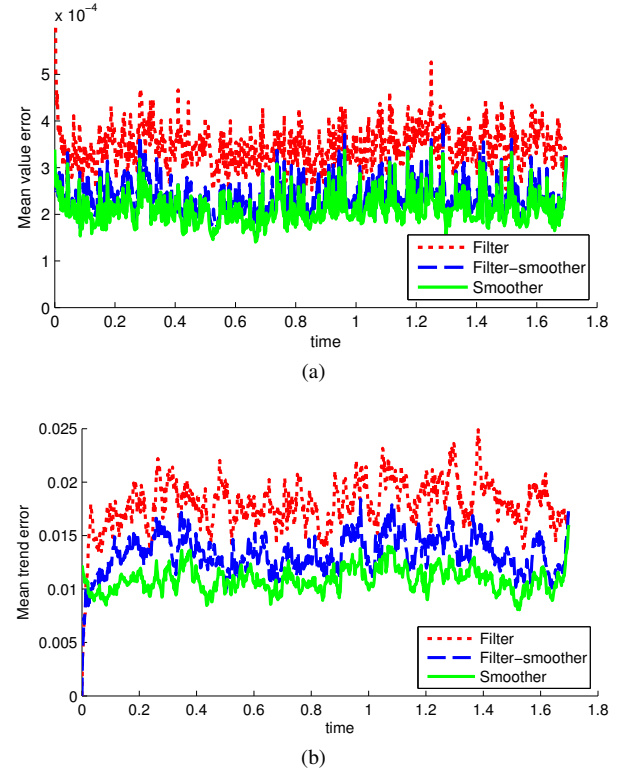 x 10⁻⁴
5
4
3
2
1
0
Mean value error
0 0.2 0.4 0.6 0.8 1 1.2 1.4 1.6 1.8
time
Filter
Filter−smoother
Smoother
(a)
0.025
0.02
0.015
0.01
0.005
0
Mean trend error
0 0.2 0.4 0.6 0.8 1 1.2 1.4 1.6 1.8
time
Filter
Filter−smoother
Smoother
(b)